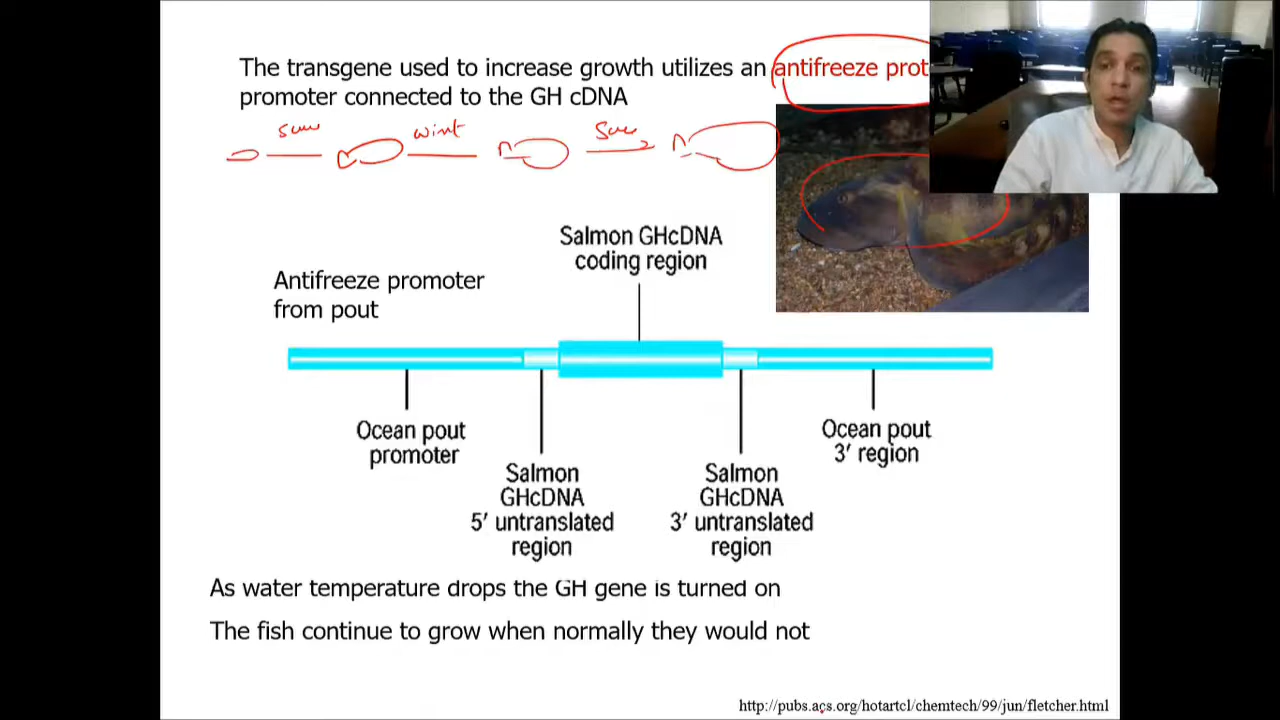 The transgene used to increase growth utilizes an antifreeze prot
promoter connected to the GH cDNA
Salmon GHcDNA
coding region
Antifreeze promoter
from pout
Ocean pout
promoter
Ocean pout
3′ region
Salmon
GHcDNA
5′ untranslated
region
Salmon
GHcDNA
3′ untranslated
region
As water temperature drops the GH gene is turned on
The fish continue to grow when normally they would not
http://pubs.acs.org/hotartcl/chemtech/99/jun/fletcher.html